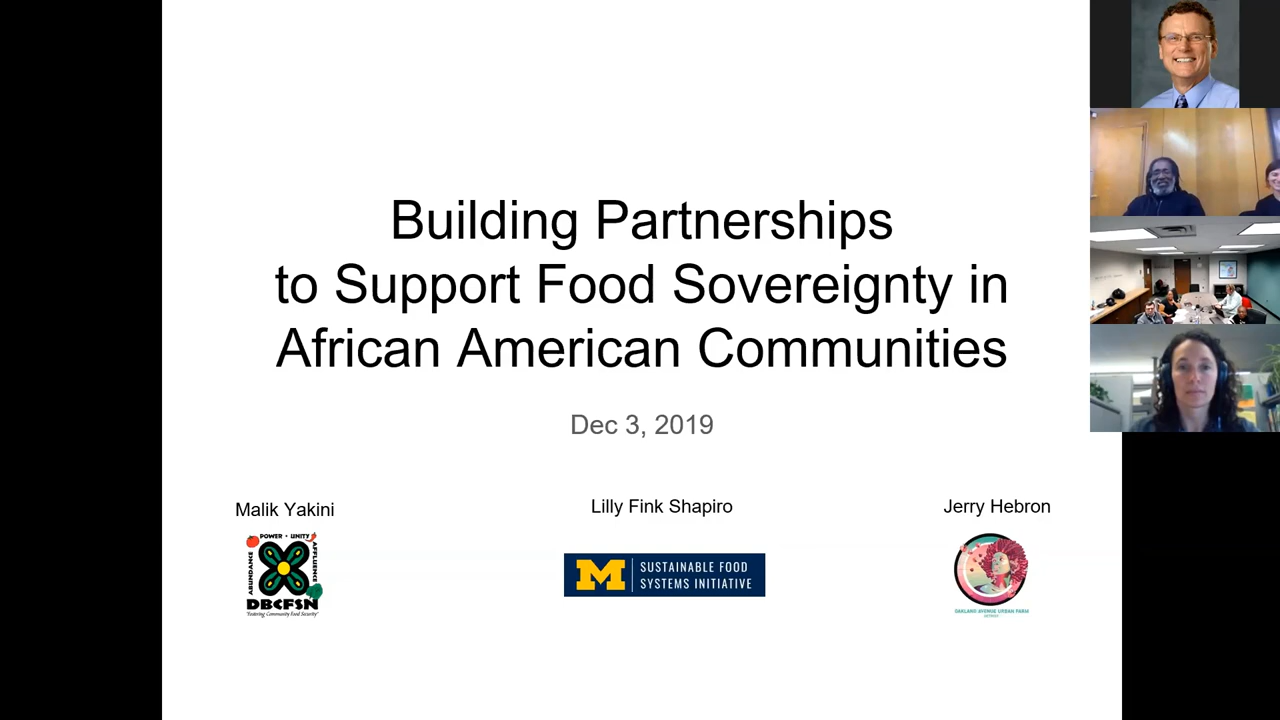 Building Partnerships
to Support Food Sovereignty in
African American Communities
Dec 3, 2019
Malik Yakini
Lilly Fink Shapiro
Jerry Hebron
POWER • UNITY
ABUNDANCE
AFFLUENCE
DBCFSN
"Fostering Community Food Security"
M
SUSTAINABLE FOOD
SYSTEMS INITIATIVE
OAKLAND AVENUE URBAN FARM